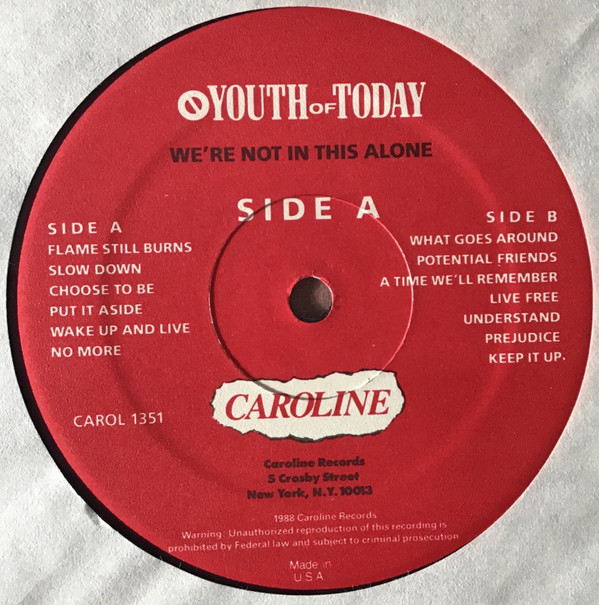 YOUTH OF TODAY
WE'RE NOT IN THIS ALONE
SIDE A
SIDE A
FLAME STILL BURNS
SLOW DOWN
CHOOSE TO BE
PUT IT ASIDE
WAKE UP AND LIVE
NO MORE
SIDE B
WHAT GOES AROUND
POTENTIAL FRIENDS
A TIME WE'LL REMEMBER
LIVE FREE
UNDERSTAND
PREJUDICE
KEEP IT UP.
CAROL 1351
CAROLINE
Caroline Records
5 Crosby Street
New York, N.Y. 10013
1988 Caroline Records
Warning: Unauthorized reproduction of this recording is
prohibited by Federal law and subject to criminal prosecution
Made in
U.S.A